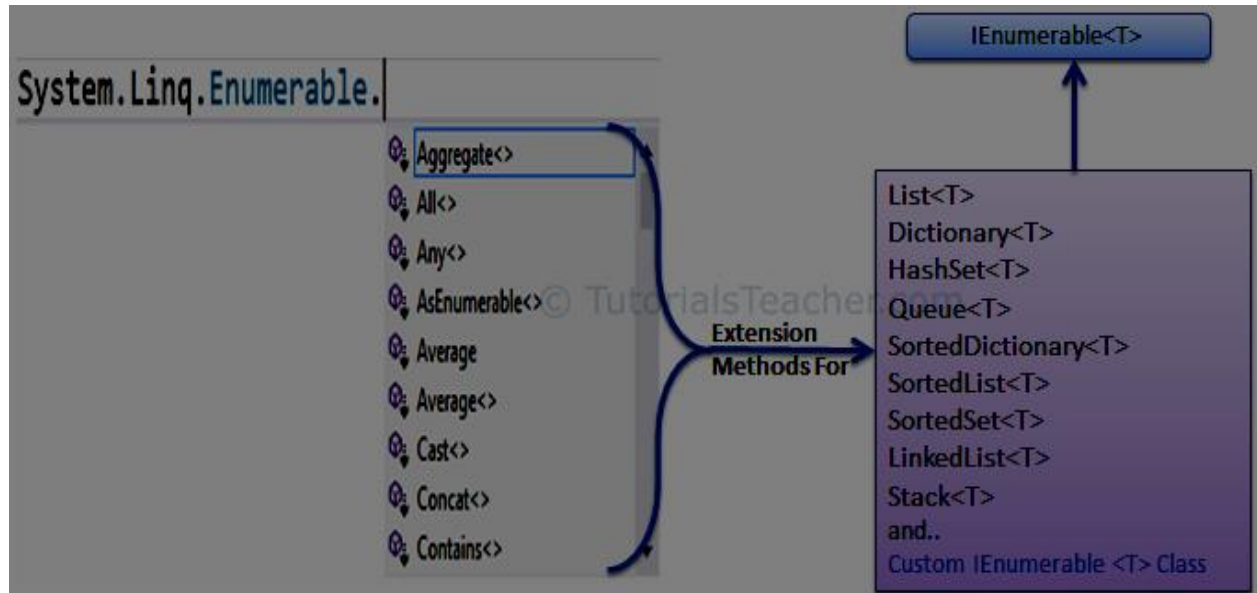 System.Linq.Enumerable.
Aggregate<>
All<>
Any<>
AsEnumerable<>
Average
Average<>
Cast<>
Concat<>
Contains<>
© TutorialsTeacher.com
Extension
Methods For
IEnumerable<T>
List<T>
Dictionary<T>
HashSet<T>
Queue<T>
SortedDictionary<T>
SortedList<T>
SortedSet<T>
LinkedList<T>
Stack<T>
and..
Custom IEnumerable <T> Class